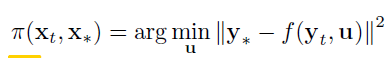 π(x_t, x_*) = arg min_u ‖y_* − f(y_t, u)‖²